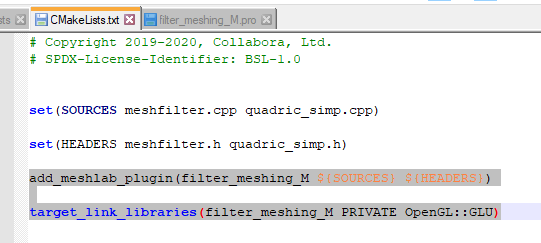 sts CMakeLists.txt filter_meshing_M.pro
# Copyright 2019-2020, Collabora, Ltd.
# SPDX-License-Identifier: BSL-1.0
set(SOURCES meshfilter.cpp quadric_simp.cpp)
set(HEADERS meshfilter.h quadric_simp.h)
add_meshlab_plugin(filter_meshing_M ${SOURCES} ${HEADERS})
target_link_libraries(filter_meshing_M PRIVATE OpenGL::GLU)